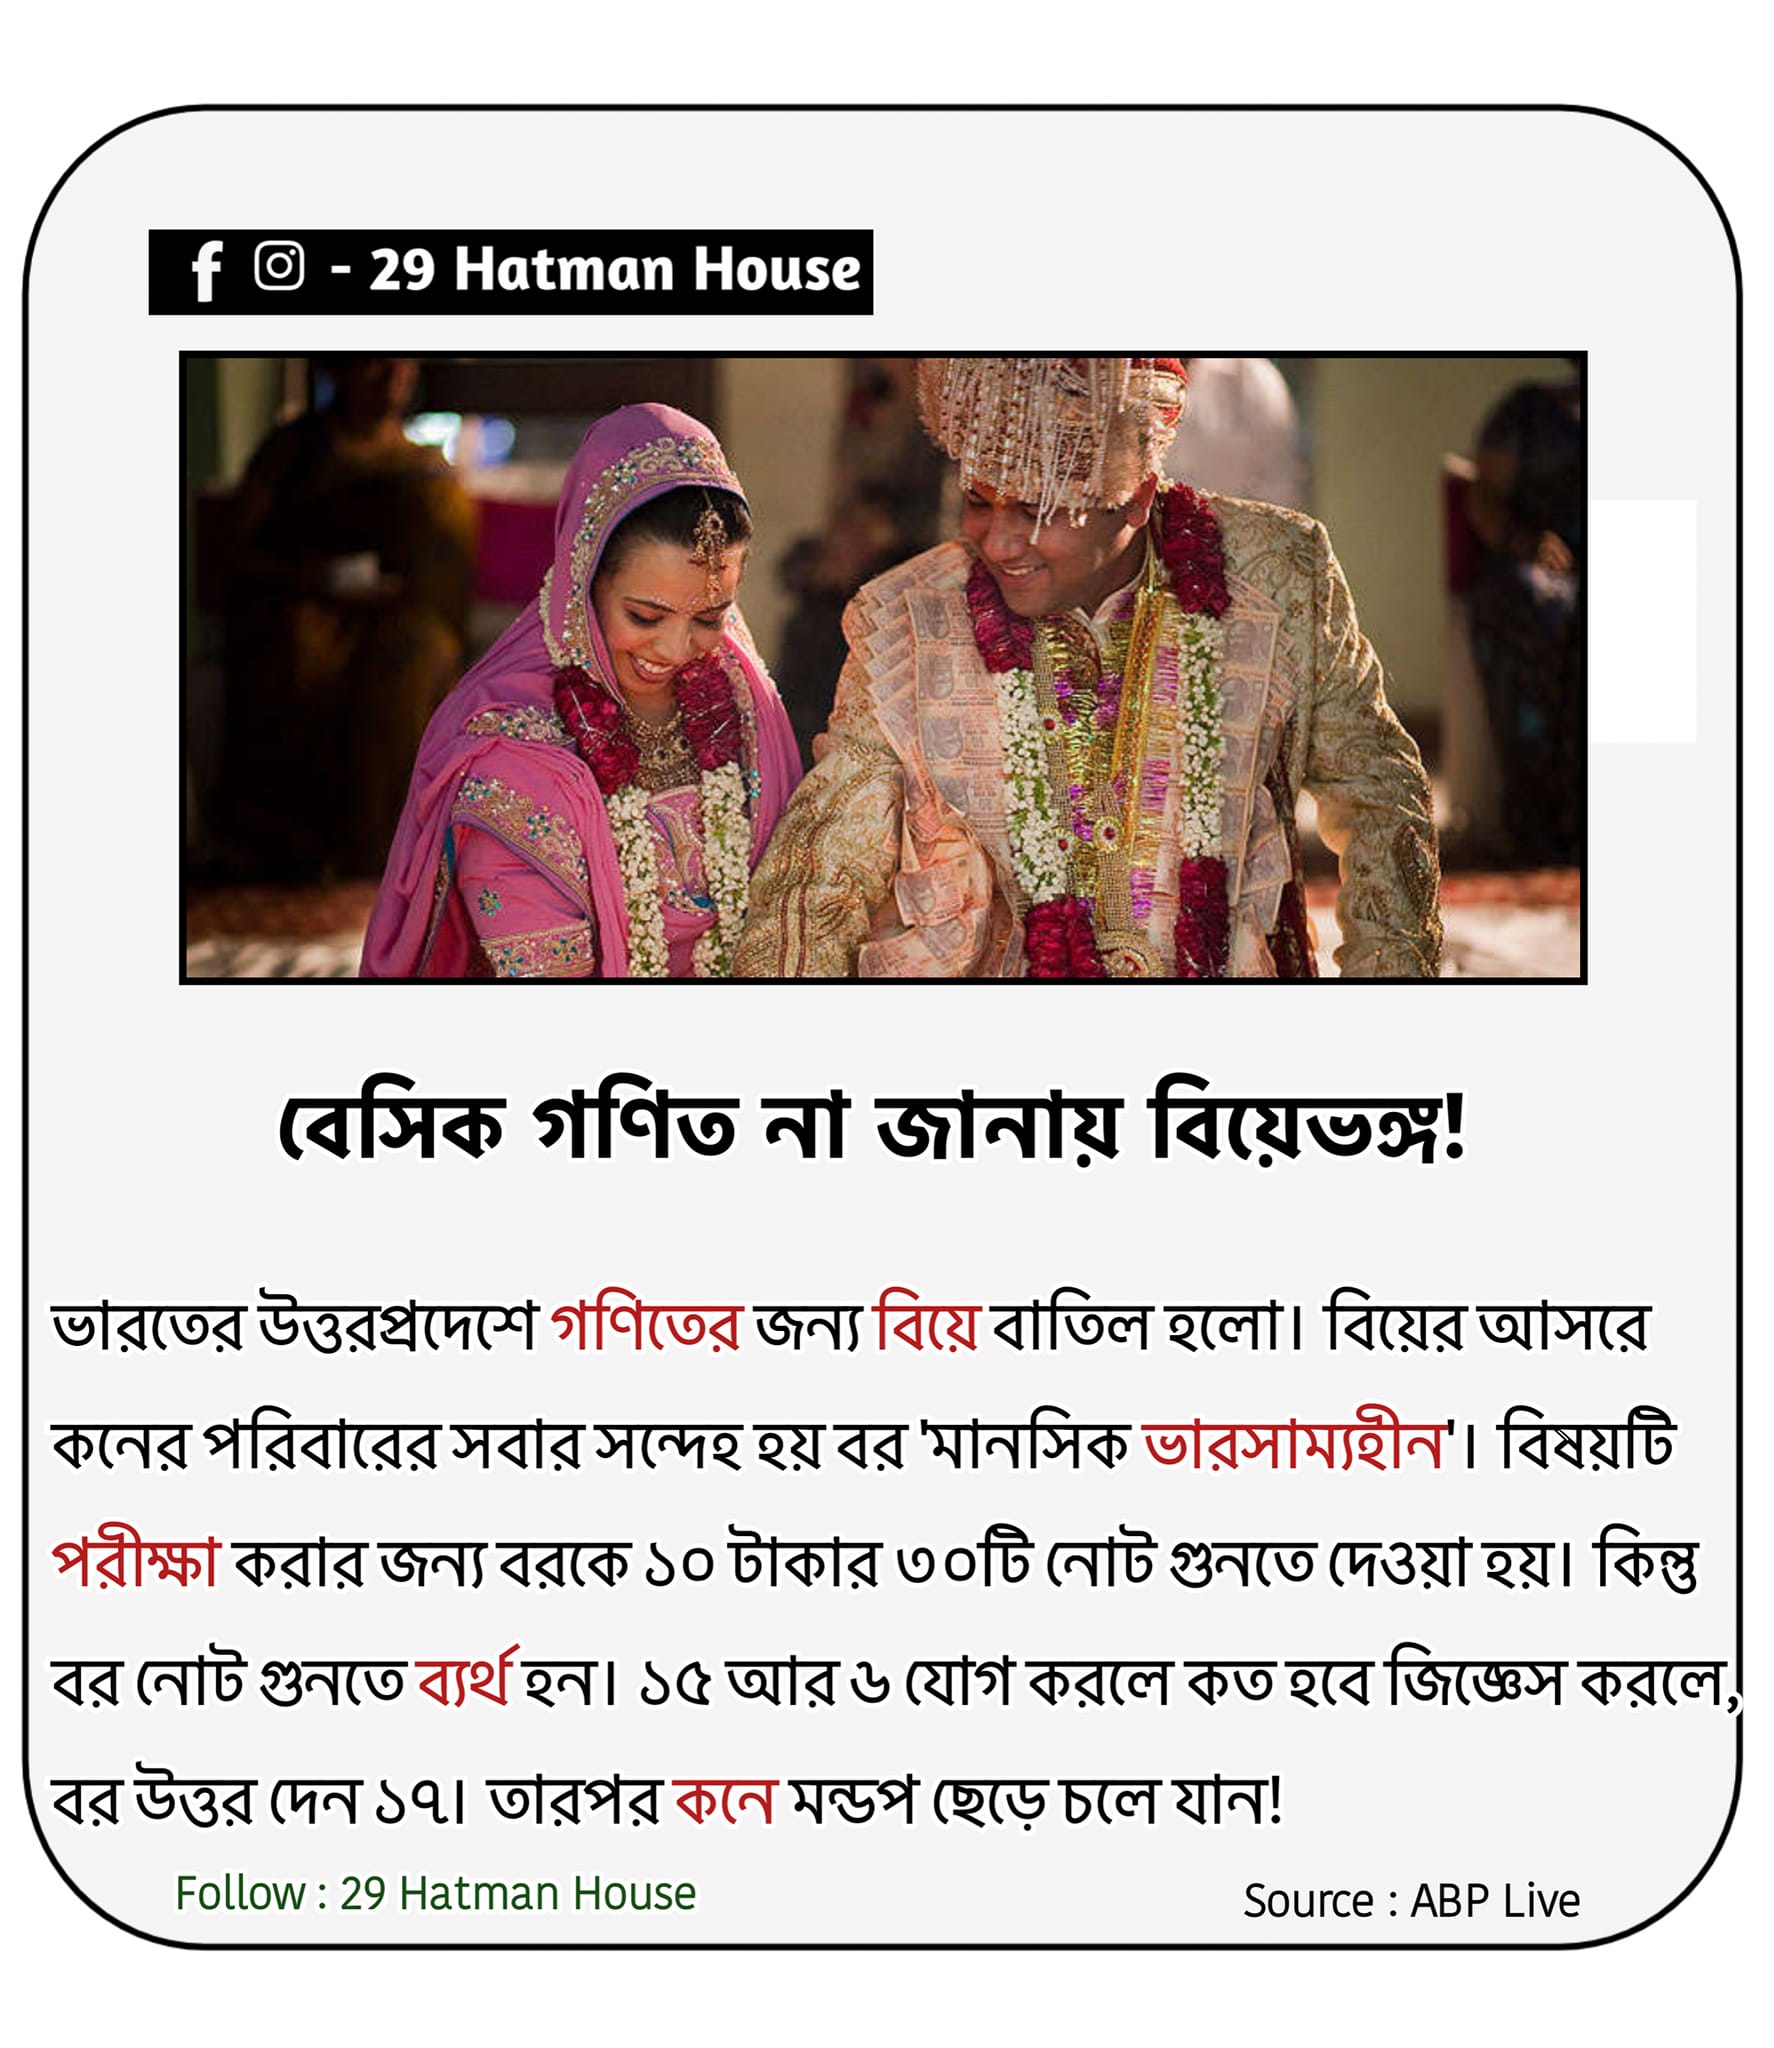 f - 29 Hatman House
বেসিক গণিত না জানায় বিয়েভঙ্গ!
ভারতের উত্তরপ্রদেশে গণিতের জন্য বিয়ে বাতিল হলো। বিয়ের আসরে
কনের পরিবারের সবার সন্দেহ হয় বর 'মানসিক ভারসাম্যহীন'। বিষয়টি
পরীক্ষা করার জন্য বরকে ১০ টাকার ৩০টি নোট গুনতে দেওয়া হয়। কিন্তু
বর নোট গুনতে ব্যর্থ হন। ১৫ আর ৬ যোগ করলে কত হবে জিজ্ঞেস করলে,
বর উত্তর দেন ১৭। তারপর কনে মন্ডপ ছেড়ে চলে যান!
Follow : 29 Hatman House
Source : ABP Live